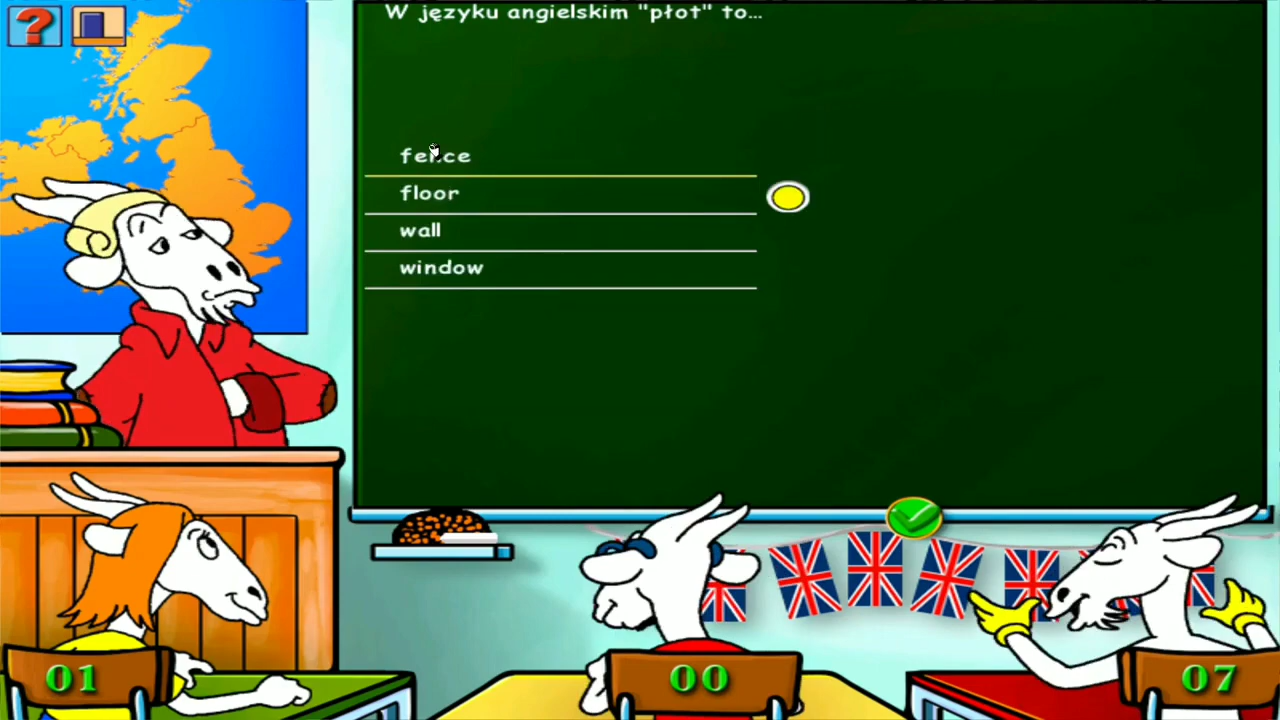 ?
W języku angielskim "płot" to...
fence
floor
wall
window
01
00
07